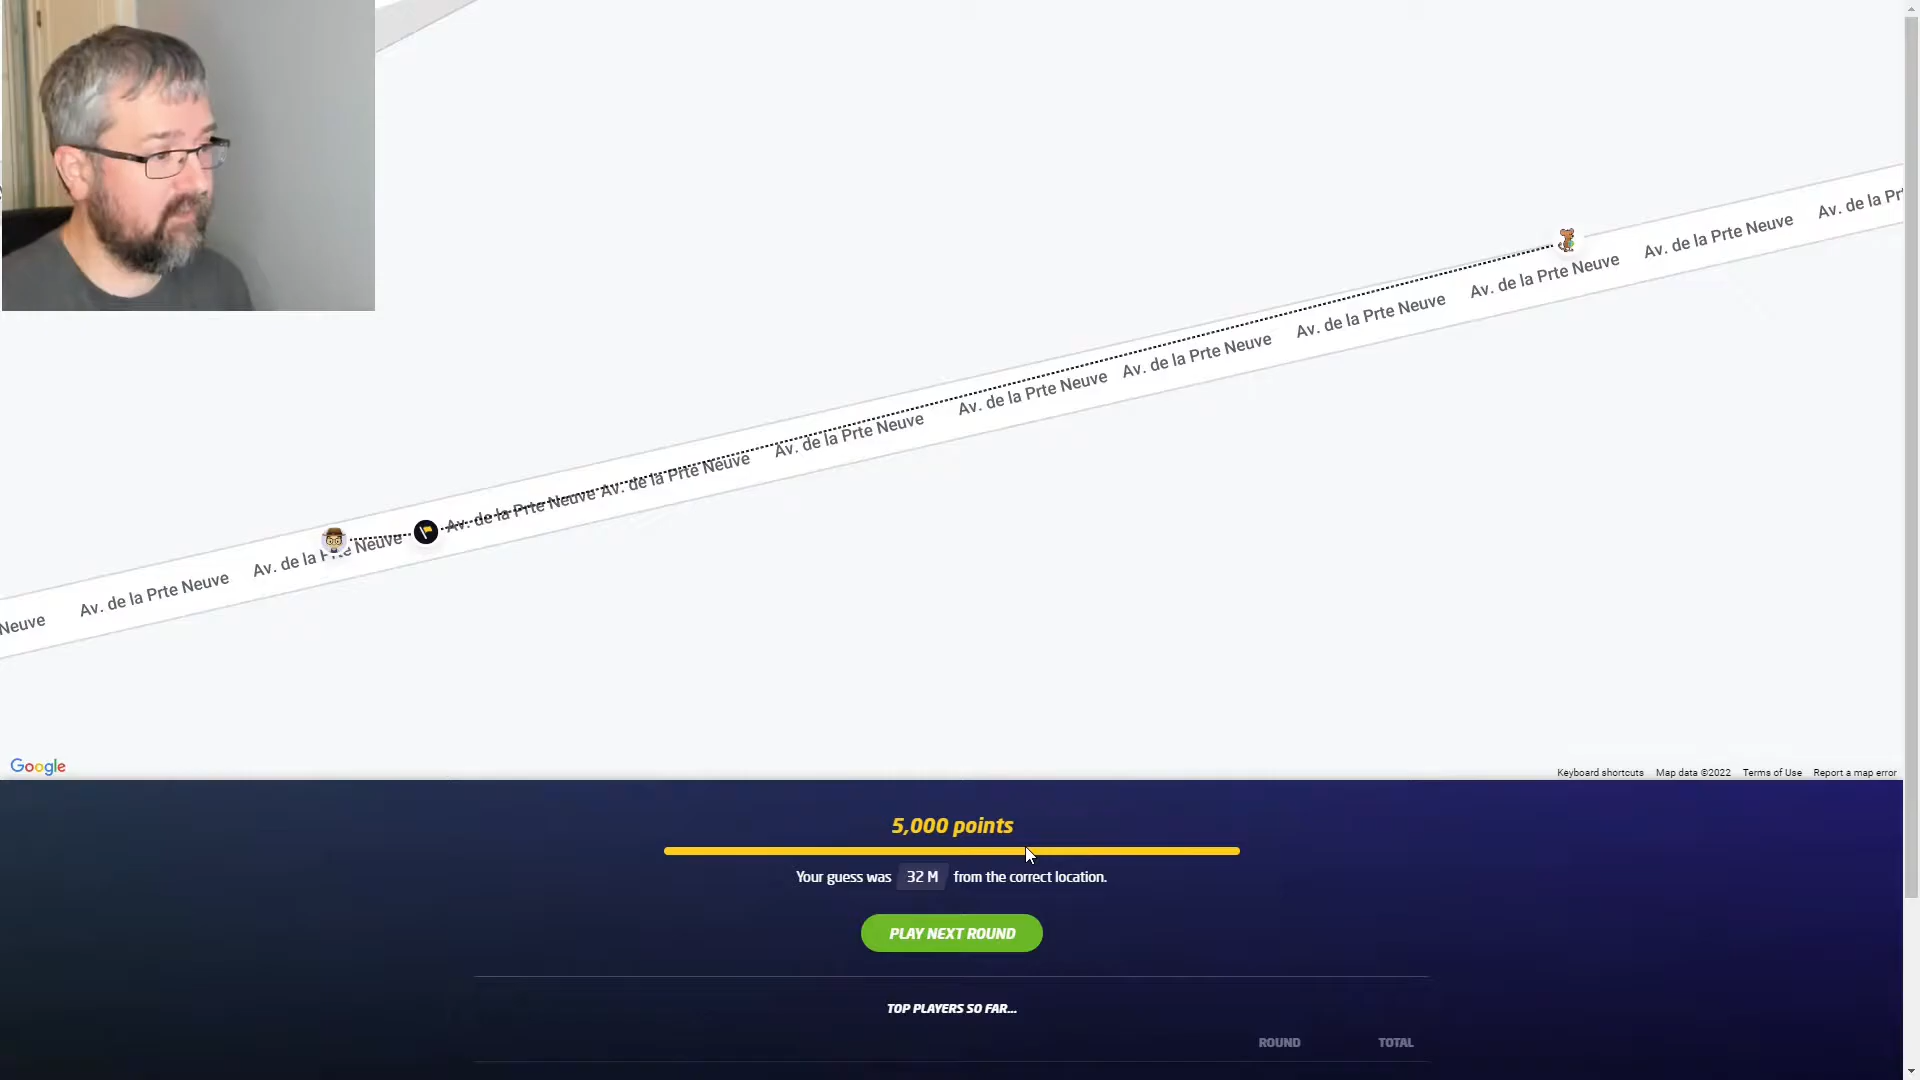 Av. de la Pr
Av. de la Prte Neuve
Av. de la Prte Neuve
Av. de la Prte Neuve
Av. de la Prte Neuve
Av. de la Prte Neuve
Av. de la Prte Neuve
Av. de la Prte Neuve
Av. de la Prte Neuve
Av. de la Prte Neuve
Av. de la Prte Neuve
Neuve
Google
Keyboard shortcuts Map data ©2022 Terms of Use Report a map error
5,000 points
Your guess was 32 M from the correct location.
PLAY NEXT ROUND
TOP PLAYERS SO FAR...
ROUND TOTAL